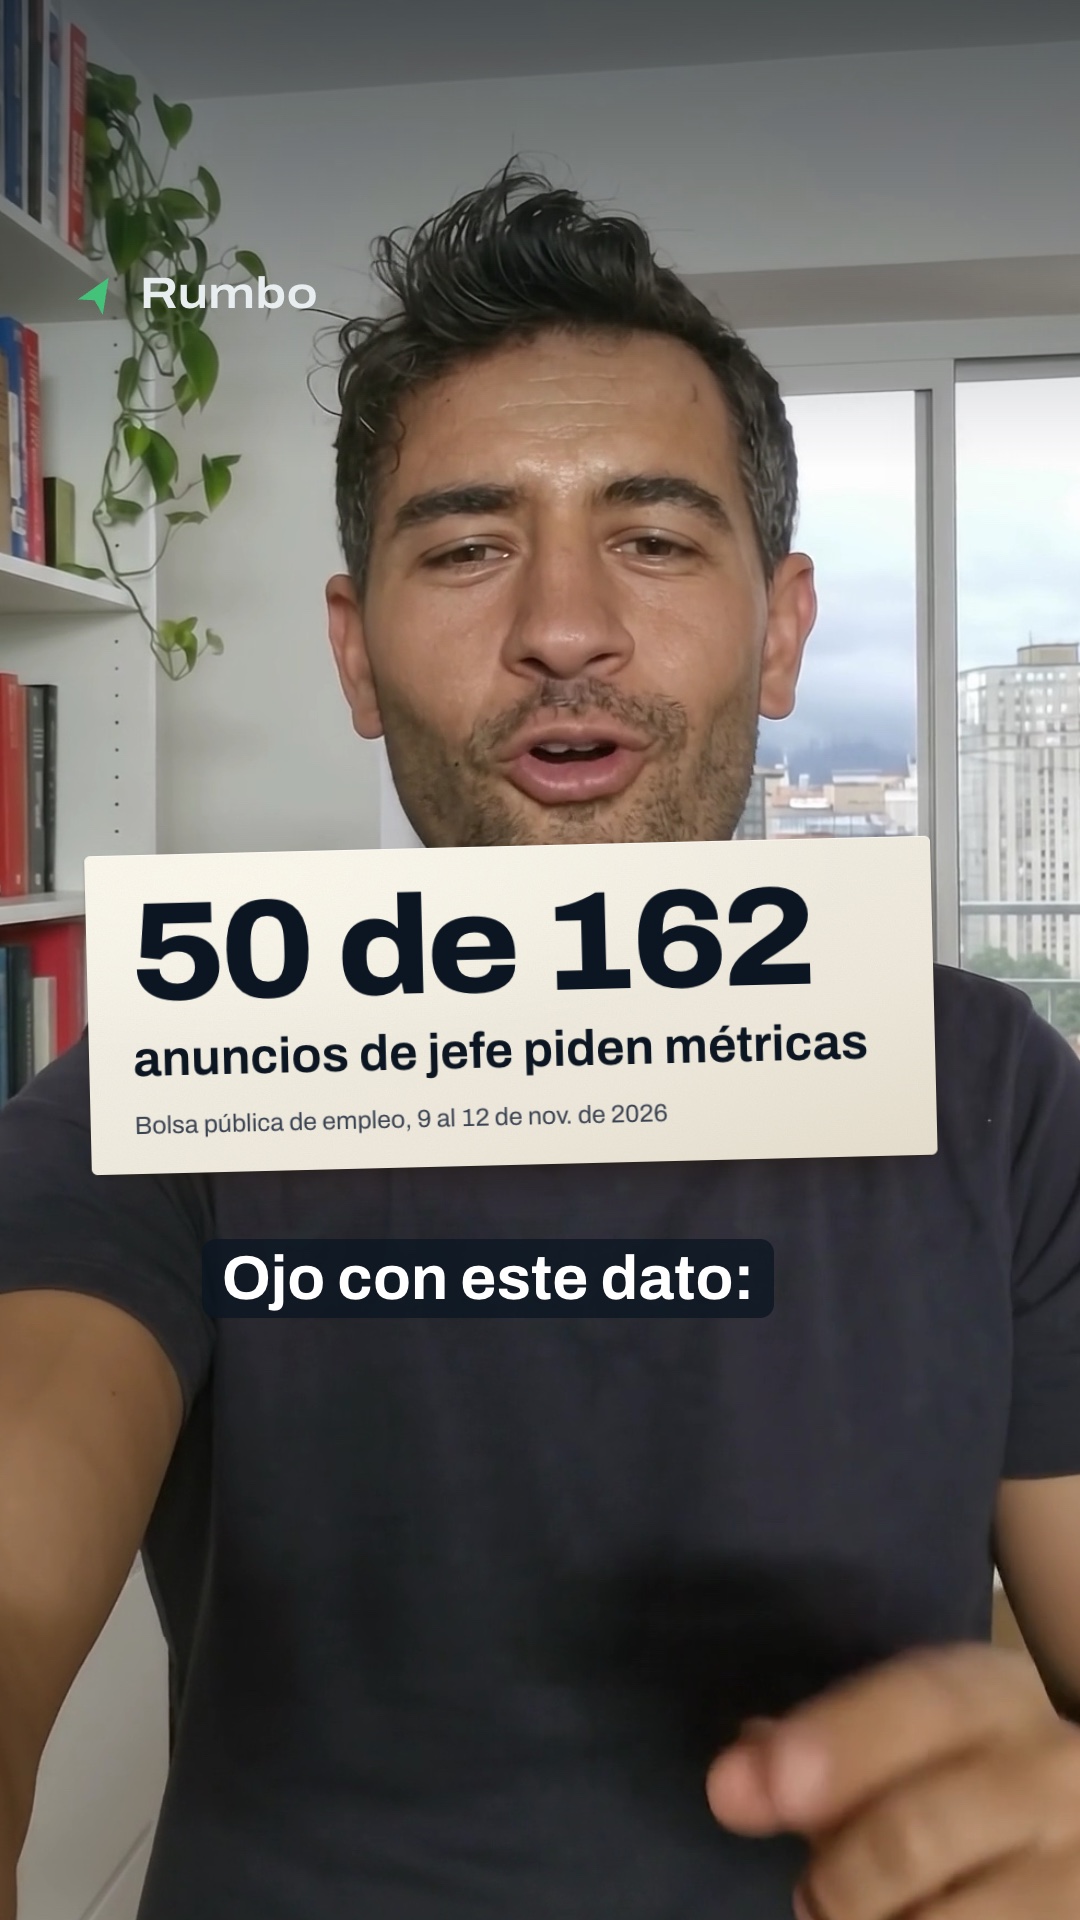 Rumbo
50 de 162
anuncios de jefe piden métricas
Bolsa pública de empleo, 9 al 12 de nov. de 2026
Ojo con este dato: